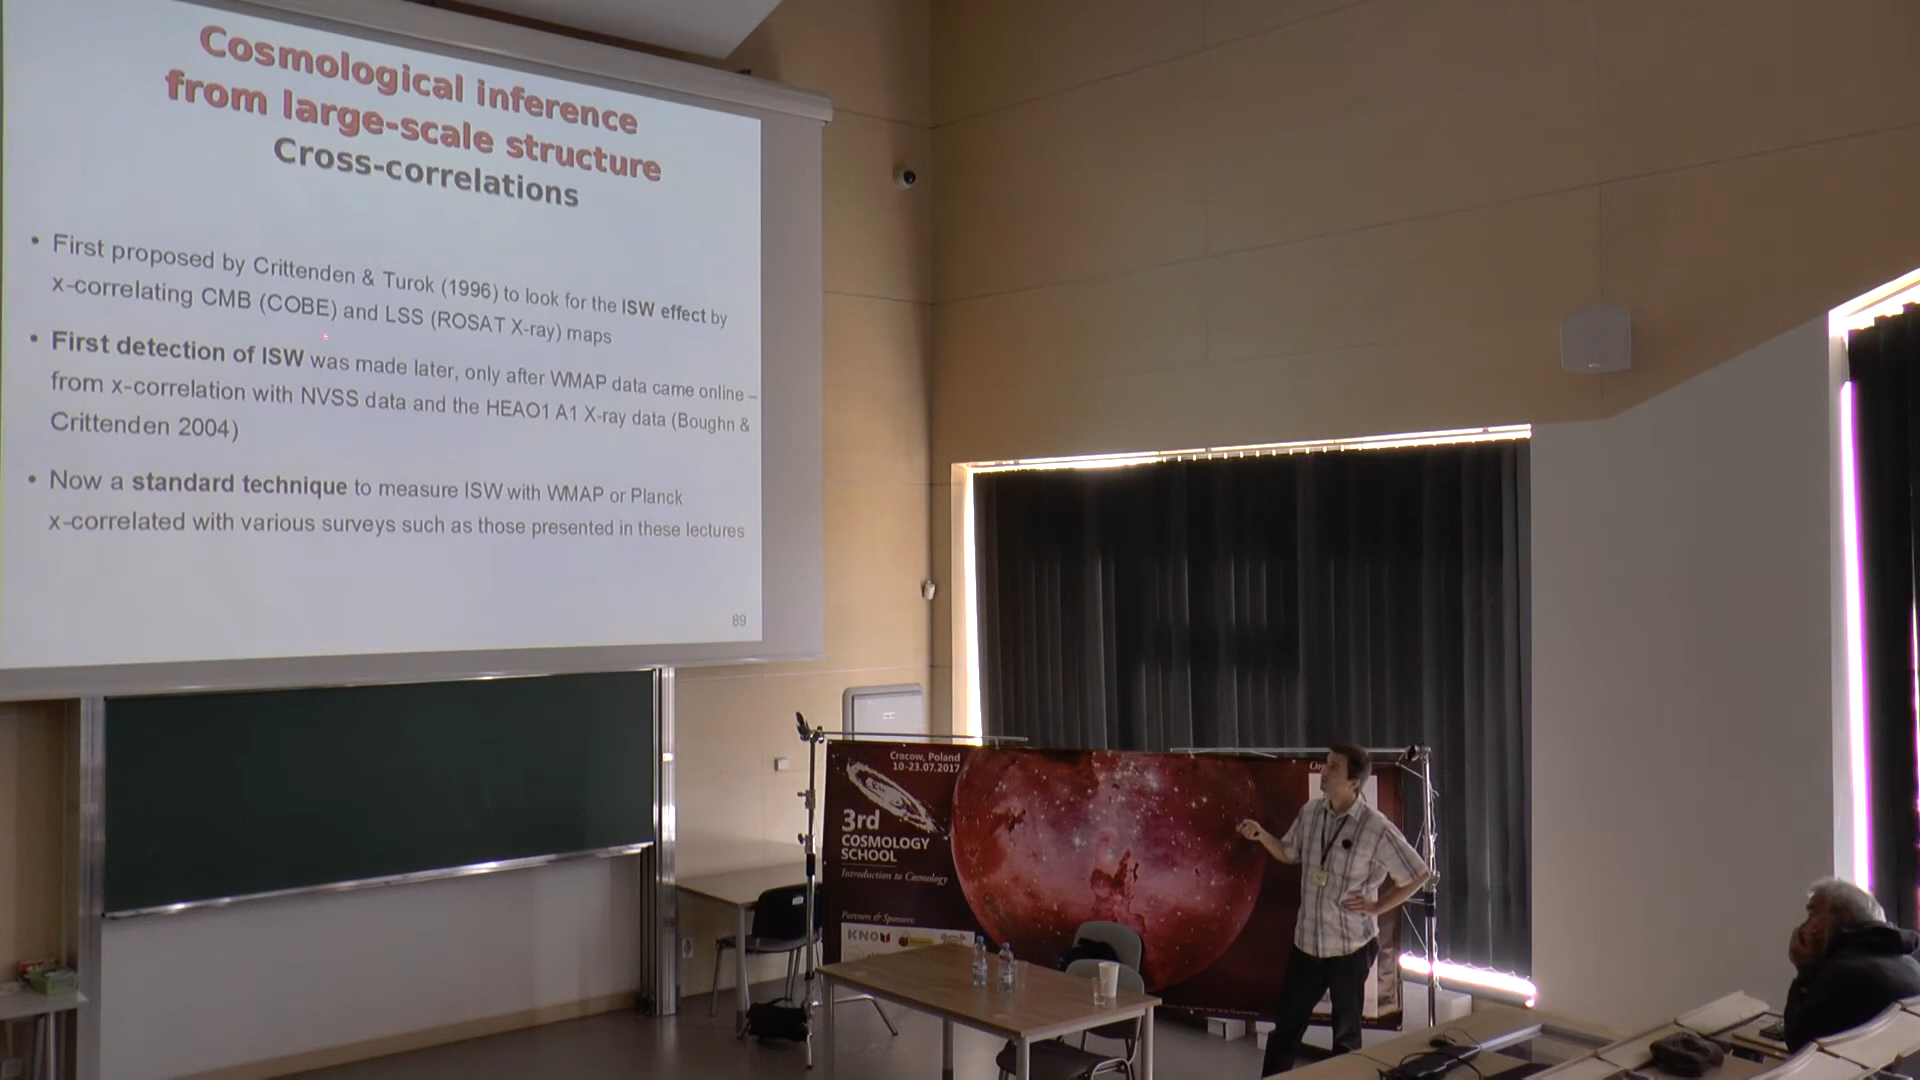 Cosmological inference
from large-scale structure
Cross-correlations
• First proposed by Crittenden & Turok (1996) to look for the ISW effect by
x-correlating CMB (COBE) and LSS (ROSAT X-ray) maps
• First detection of ISW was made later, only after WMAP data came online –
from x-correlation with NVSS data and the HEAO1 A1 X-ray data (Boughn &
Crittenden 2004)
• Now a standard technique to measure ISW with WMAP or Planck
x-correlated with various surveys such as those presented in these lectures
89
Cracow, Poland
10-23.07.2017
3rd
COSMOLOGY
SCHOOL
Introduction to Cosmology
Partners & Sponsors:
KNOW